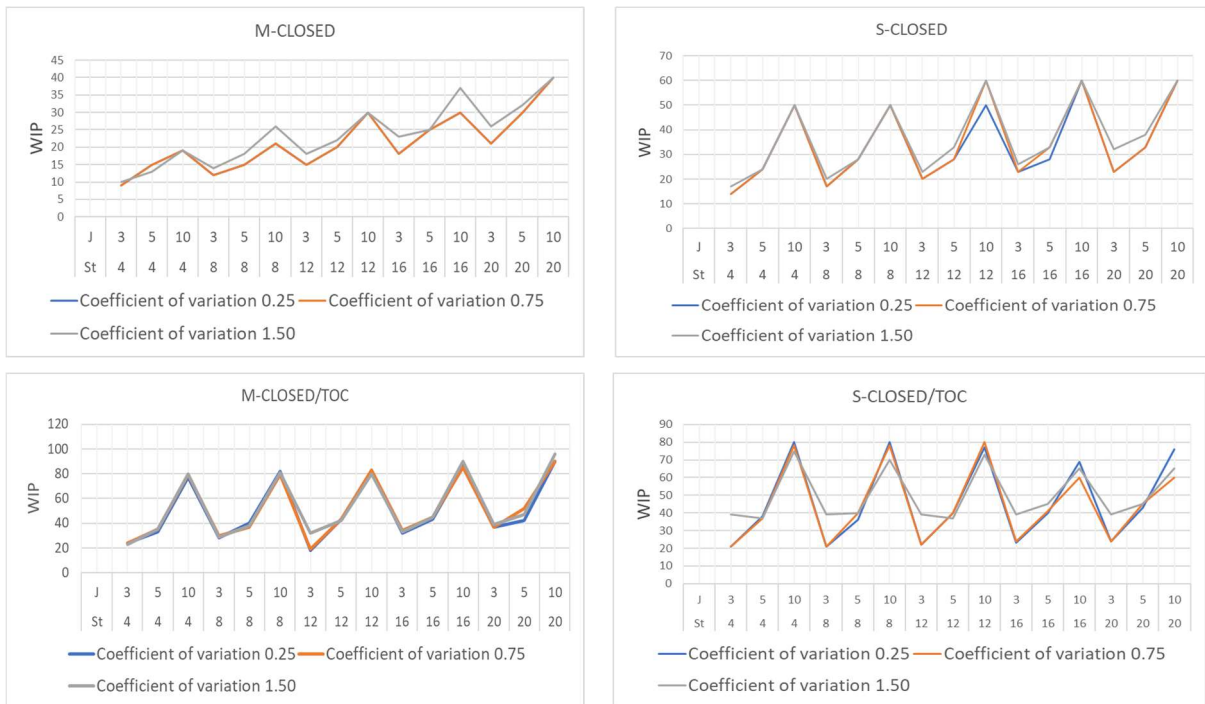 M-CLOSED
WIP
45
40
35
30
25
20
15
10
5
0
J 3 5 10 3 5 10 3 5 10 3 5 10 3 5 10
St 4 4 4 8 8 8 12 12 12 16 16 16 20 20 20
Coefficient of variation 0.25 Coefficient of variation 0.75
Coefficient of variation 1.50
S-CLOSED
WIP
70
60
50
40
30
20
10
0
J 3 5 10 3 5 10 3 5 10 3 5 10 3 5 10
St 4 4 4 8 8 8 12 12 12 16 16 16 20 20 20
Coefficient of variation 0.25 Coefficient of variation 0.75
Coefficient of variation 1.50
M-CLOSED/TOC
WIP
120
100
80
60
40
20
0
J 3 5 10 3 5 10 3 5 10 3 5 10 3 5 10
St 4 4 4 8 8 8 12 12 12 16 16 16 20 20 20
Coefficient of variation 0.25 Coefficient of variation 0.75
Coefficient of variation 1.50
S-CLOSED/TOC
WIP
90
80
70
60
50
40
30
20
10
0
J 3 5 10 3 5 10 3 5 10 3 5 10 3 5 10
St 4 4 4 8 8 8 12 12 12 16 16 16 20 20 20
Coefficient of variation 0.25 Coefficient of variation 0.75
Coefficient of variation 1.50